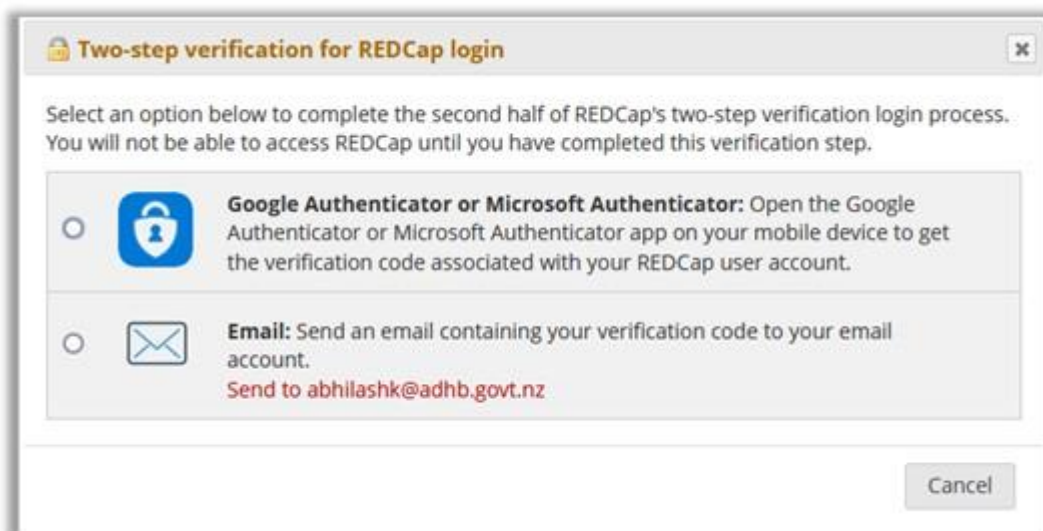 Two-step verification for REDCap login
Select an option below to complete the second half of REDCap's two-step verification login process.
You will not be able to access REDCap until you have completed this verification step.
Google Authenticator or Microsoft Authenticator: Open the Google
Authenticator or Microsoft Authenticator app on your mobile device to get
the verification code associated with your REDCap user account.
Email: Send an email containing your verification code to your email
account.
Send to abhilashk@adhb.govt.nz
Cancel